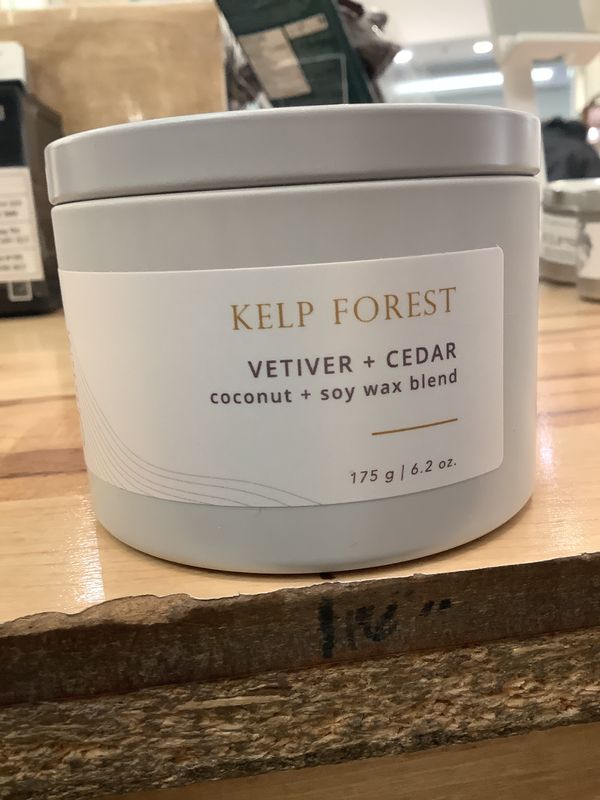 KELP FOREST
VETIVER + CEDAR
coconut + soy wax blend
175 g | 6.2 oz.